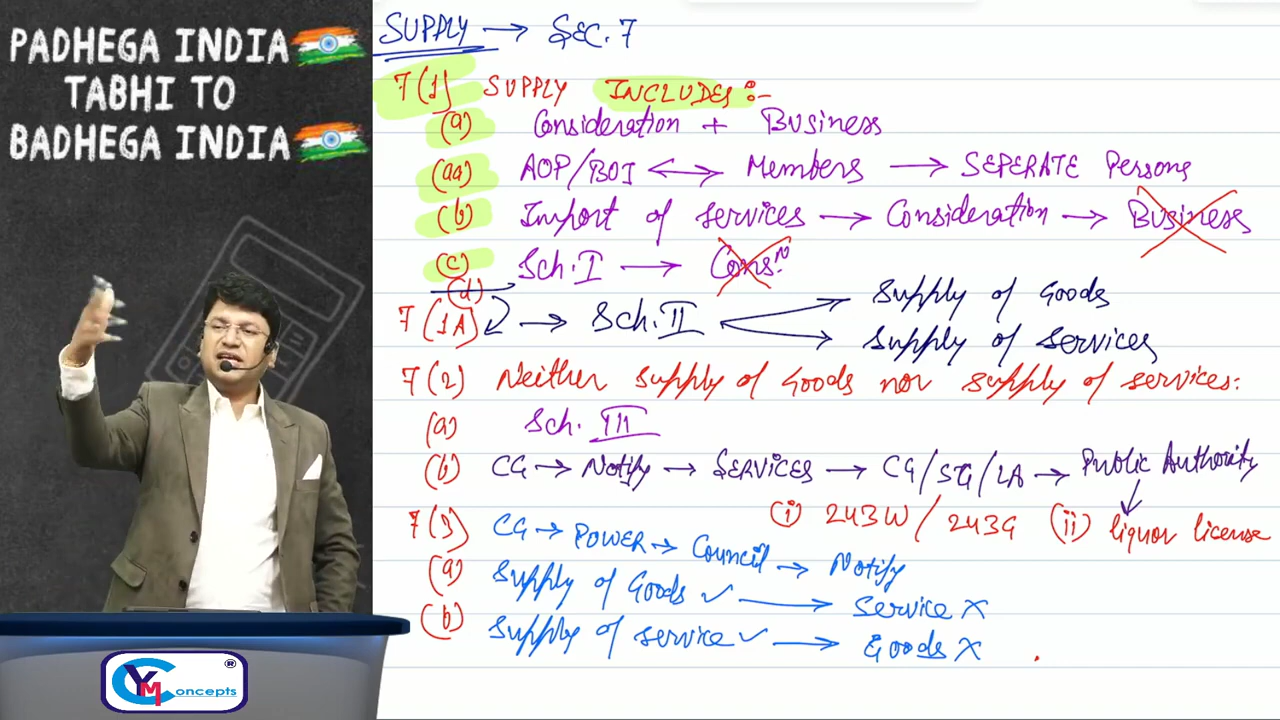 PADHEGA INDIA
TABHI TO
BADHEGA INDIA
SUPPLY → SEC. 7
7(1) SUPPLY INCLUDES :-
(a) Consideration + Business
(aa) AOP/BOI ↔ Members → SEPERATE Persons
(b) Import of services → Consideration → Business
(c) Sch. I → Cons.N
(d)
7(1A) → Sch. II
Supply of Goods
Supply of services
7(2) Neither supply of Goods nor supply of services:
(a) Sch. III
(b) CG → Notify → SERVICES → CG/SG/LA → Public Authority
(i) 243W / 243G (ii) liquor license
7(3) CG → POWER → Council → Notify
(a) Supply of Goods ✓ → Service X
(b) Supply of service ✓ → Goods X
YM Concepts ®